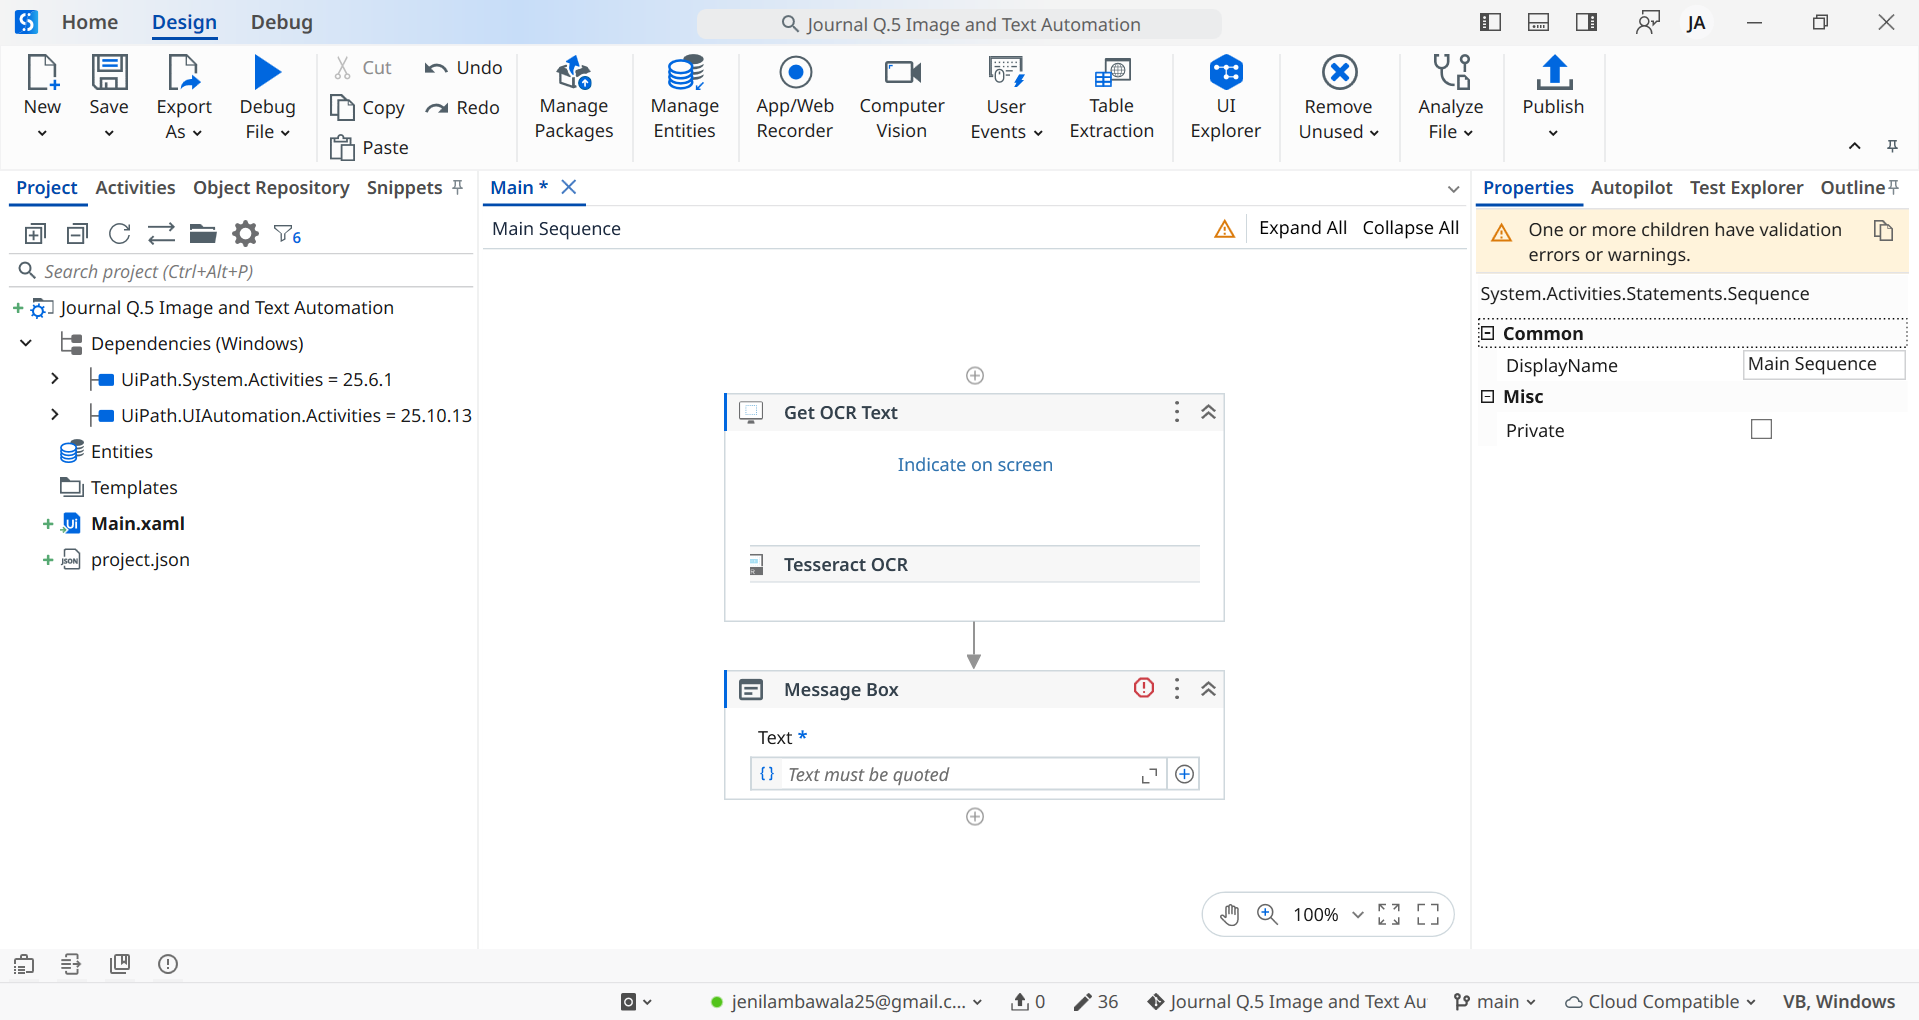 Home
Design
Debug
Journal Q.5 Image and Text Automation
JA
New
Save
Export As
Debug File
Cut
Copy
Paste
Undo
Redo
Manage Packages
Manage Entities
App/Web Recorder
Computer Vision
User Events
Table Extraction
UI Explorer
Remove Unused
Analyze File
Publish
Project
Activities
Object Repository
Snippets
Main *
Properties
Autopilot
Test Explorer
Outline
6
Search project (Ctrl+Alt+P)
Journal Q.5 Image and Text Automation
Dependencies (Windows)
UiPath.System.Activities = 25.6.1
UiPath.UIAutomation.Activities = 25.10.13
Entities
Templates
Main.xaml
project.json
Main Sequence
Expand All
Collapse All
Get OCR Text
Indicate on screen
Tesseract OCR
Message Box
Text *
Text must be quoted
100%
One or more children have validation
errors or warnings.
System.Activities.Statements.Sequence
Common
DisplayName
Main Sequence
Misc
Private
jenilambawala25@gmail.c...
0
36
Journal Q.5 Image and Text Au
main
Cloud Compatible
VB, Windows